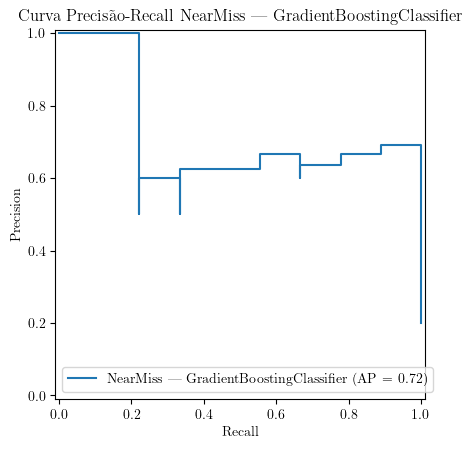 Curva Precisão-Recall NearMiss — GradientBoostingClassifier
1.0
0.8
0.6
0.4
0.2
0.0
Precision
NearMiss — GradientBoostingClassifier (AP = 0.72)
0.0 0.2 0.4 0.6 0.8 1.0
Recall